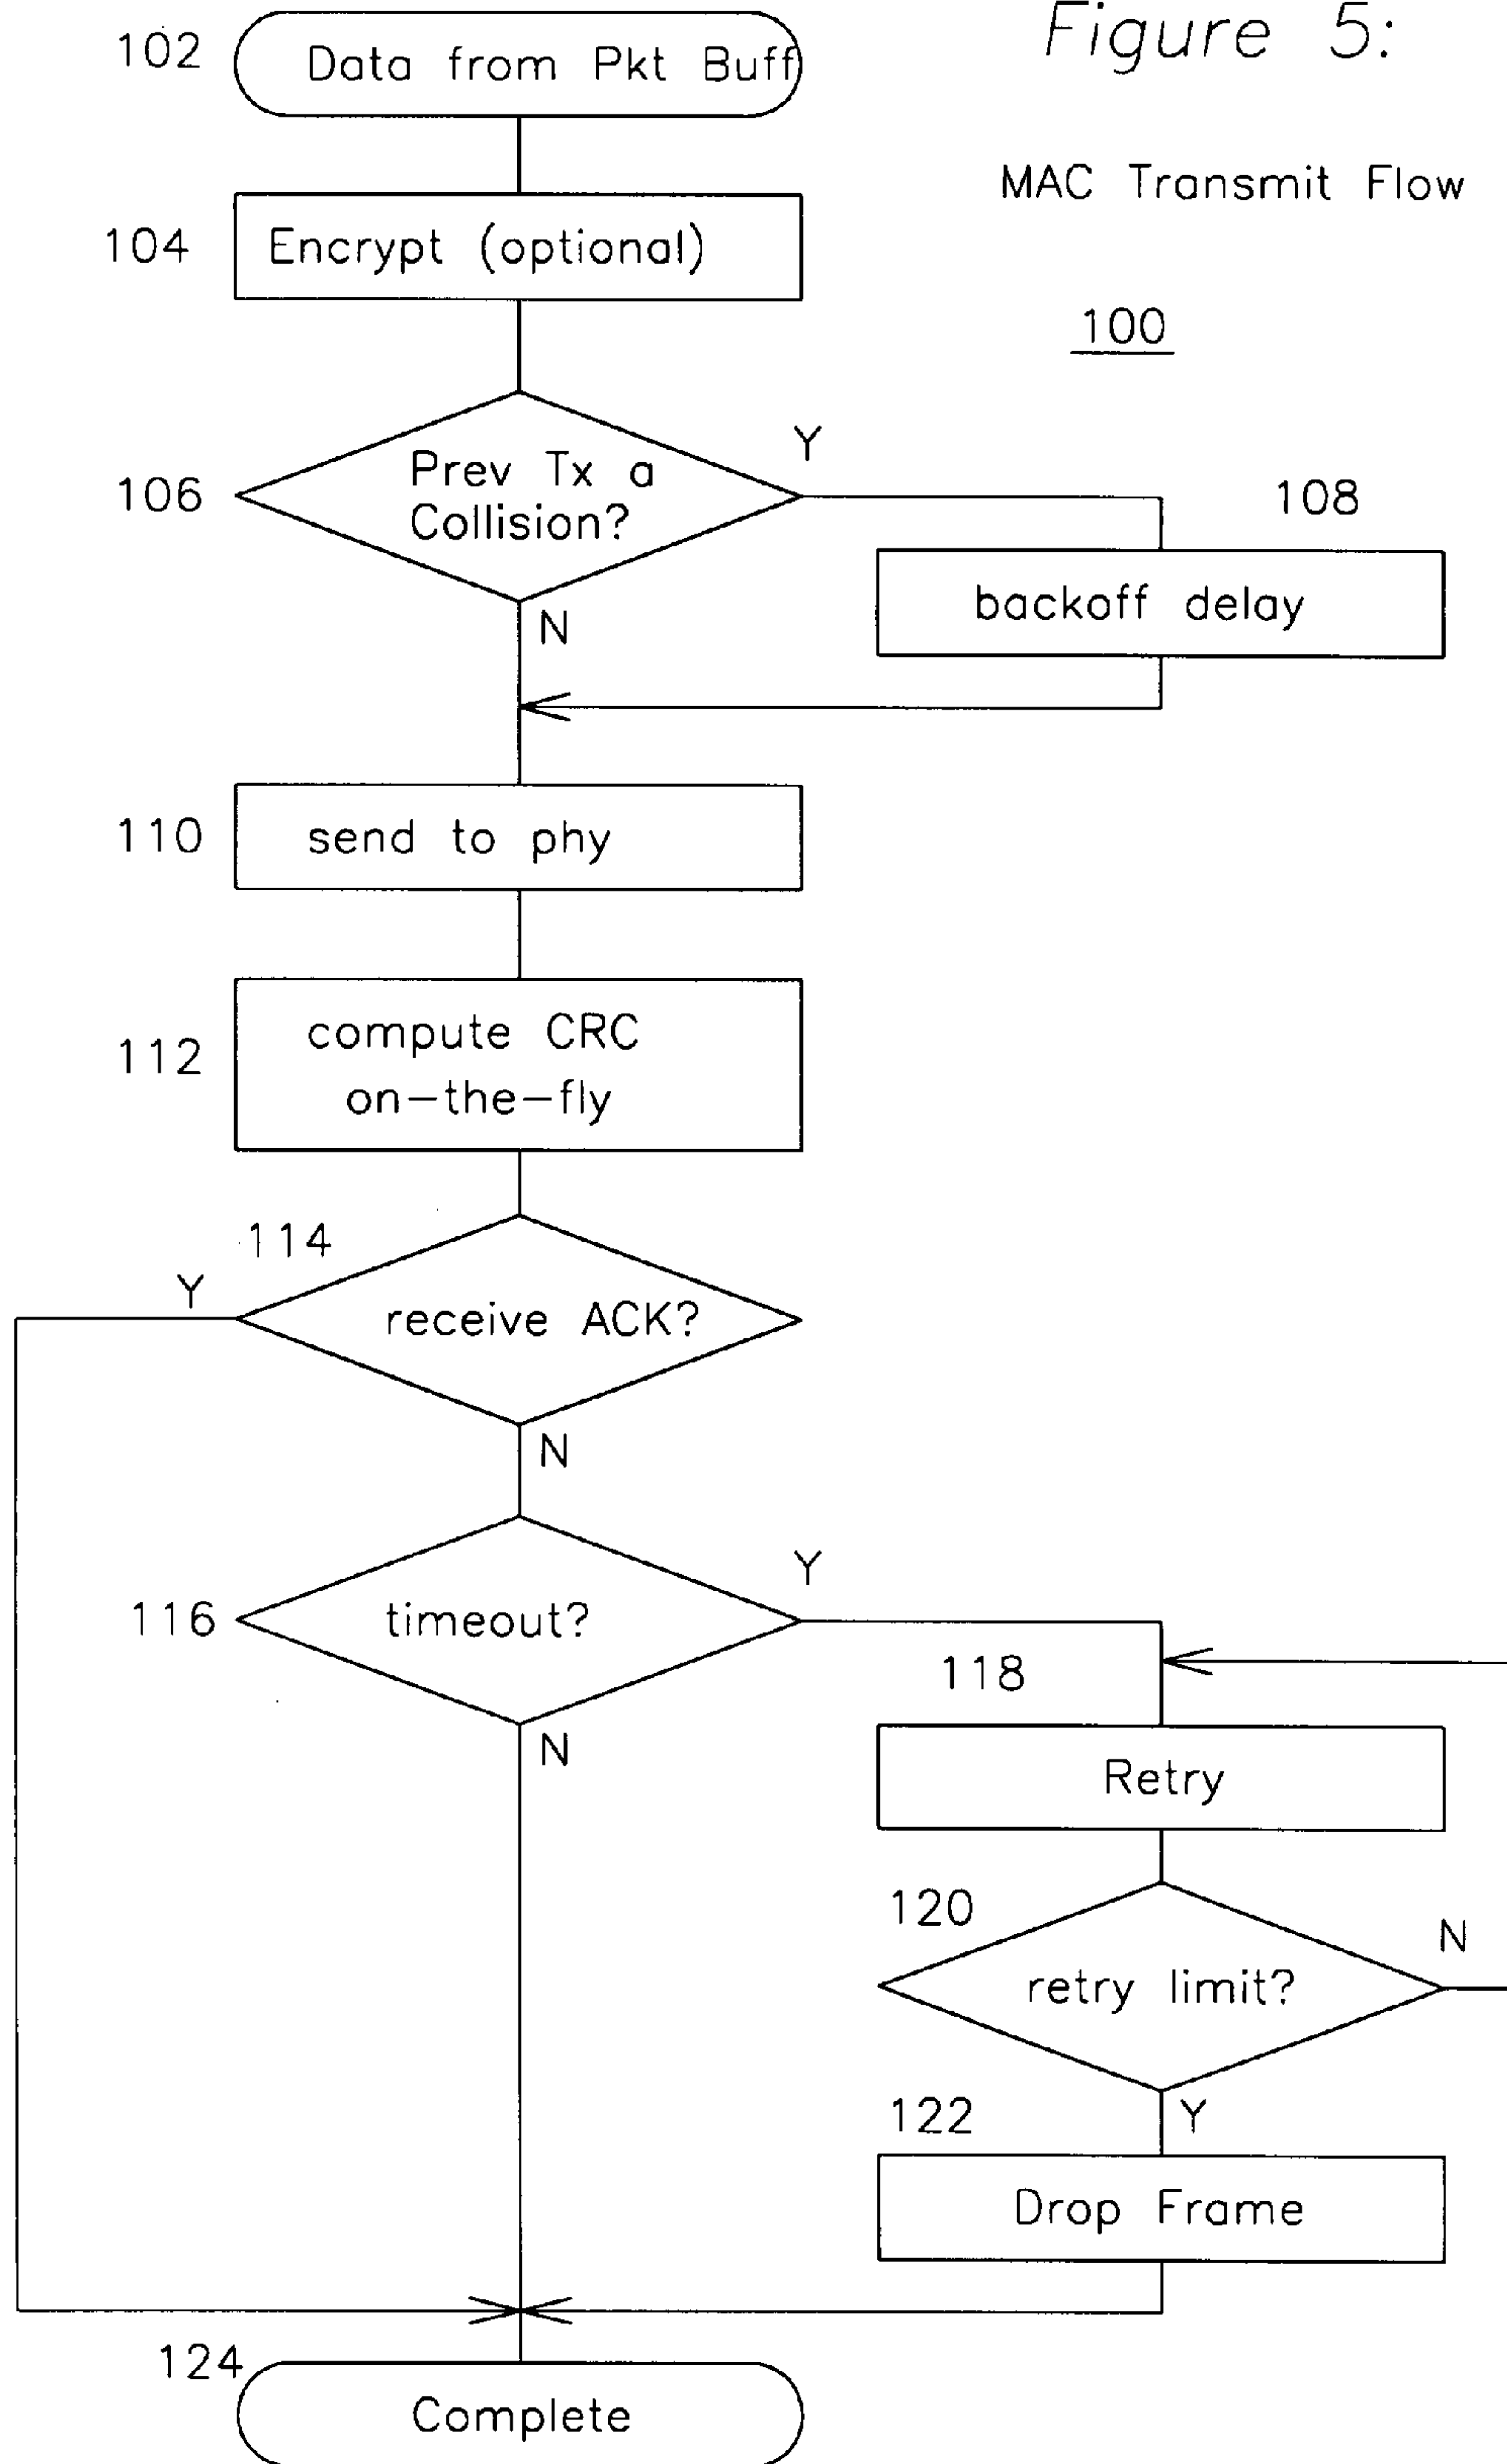 Figure 5:
MAC Transmit Flow
100
102
Data from Pkt Buff
104
Encrypt (optional)
106
Prev Tx a
Collision?
Y
N
108
backoff delay
110
send to phy
112
compute CRC
on-the-fly
114
receive ACK?
Y
N
116
timeout?
Y
N
118
Retry
120
retry limit?
N
Y
122
Drop Frame
124
Complete